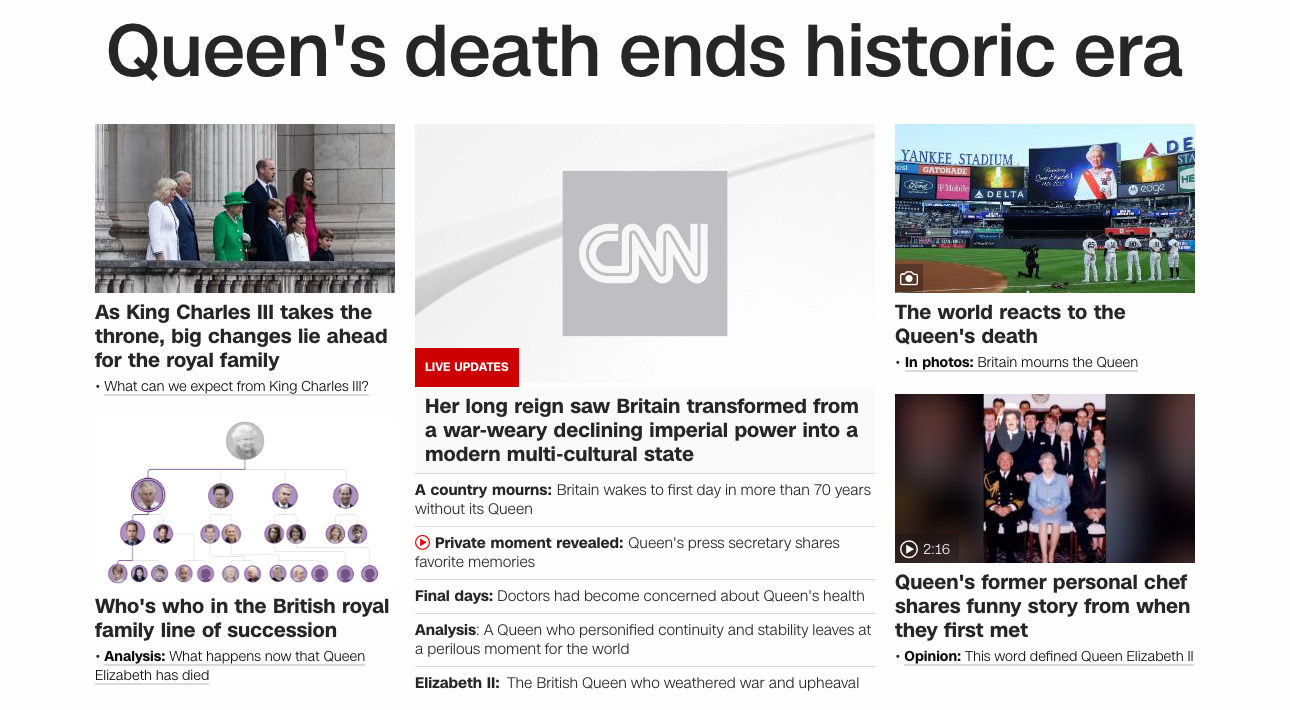 Queen's death ends historic era
As King Charles III takes the
throne, big changes lie ahead
for the royal family
• What can we expect from King Charles III?
Who's who in the British royal
family line of succession
• Analysis: What happens now that Queen
Elizabeth has died
CNN
LIVE UPDATES
Her long reign saw Britain transformed from
a war-weary declining imperial power into a
modern multi-cultural state
A country mourns: Britain wakes to first day in more than 70 years
without its Queen
Private moment revealed: Queen's press secretary shares
favorite memories
Final days: Doctors had become concerned about Queen's health
Analysis: A Queen who personified continuity and stability leaves at
a perilous moment for the world
Elizabeth II: The British Queen who weathered war and upheaval
YANKEE STADIUM
DE
GATORADE
Ford
T Mobile
DELTA
edge
HE
The world reacts to the
Queen's death
• In photos: Britain mourns the Queen
2:16
Queen's former personal chef
shares funny story from when
they first met
• Opinion: This word defined Queen Elizabeth II